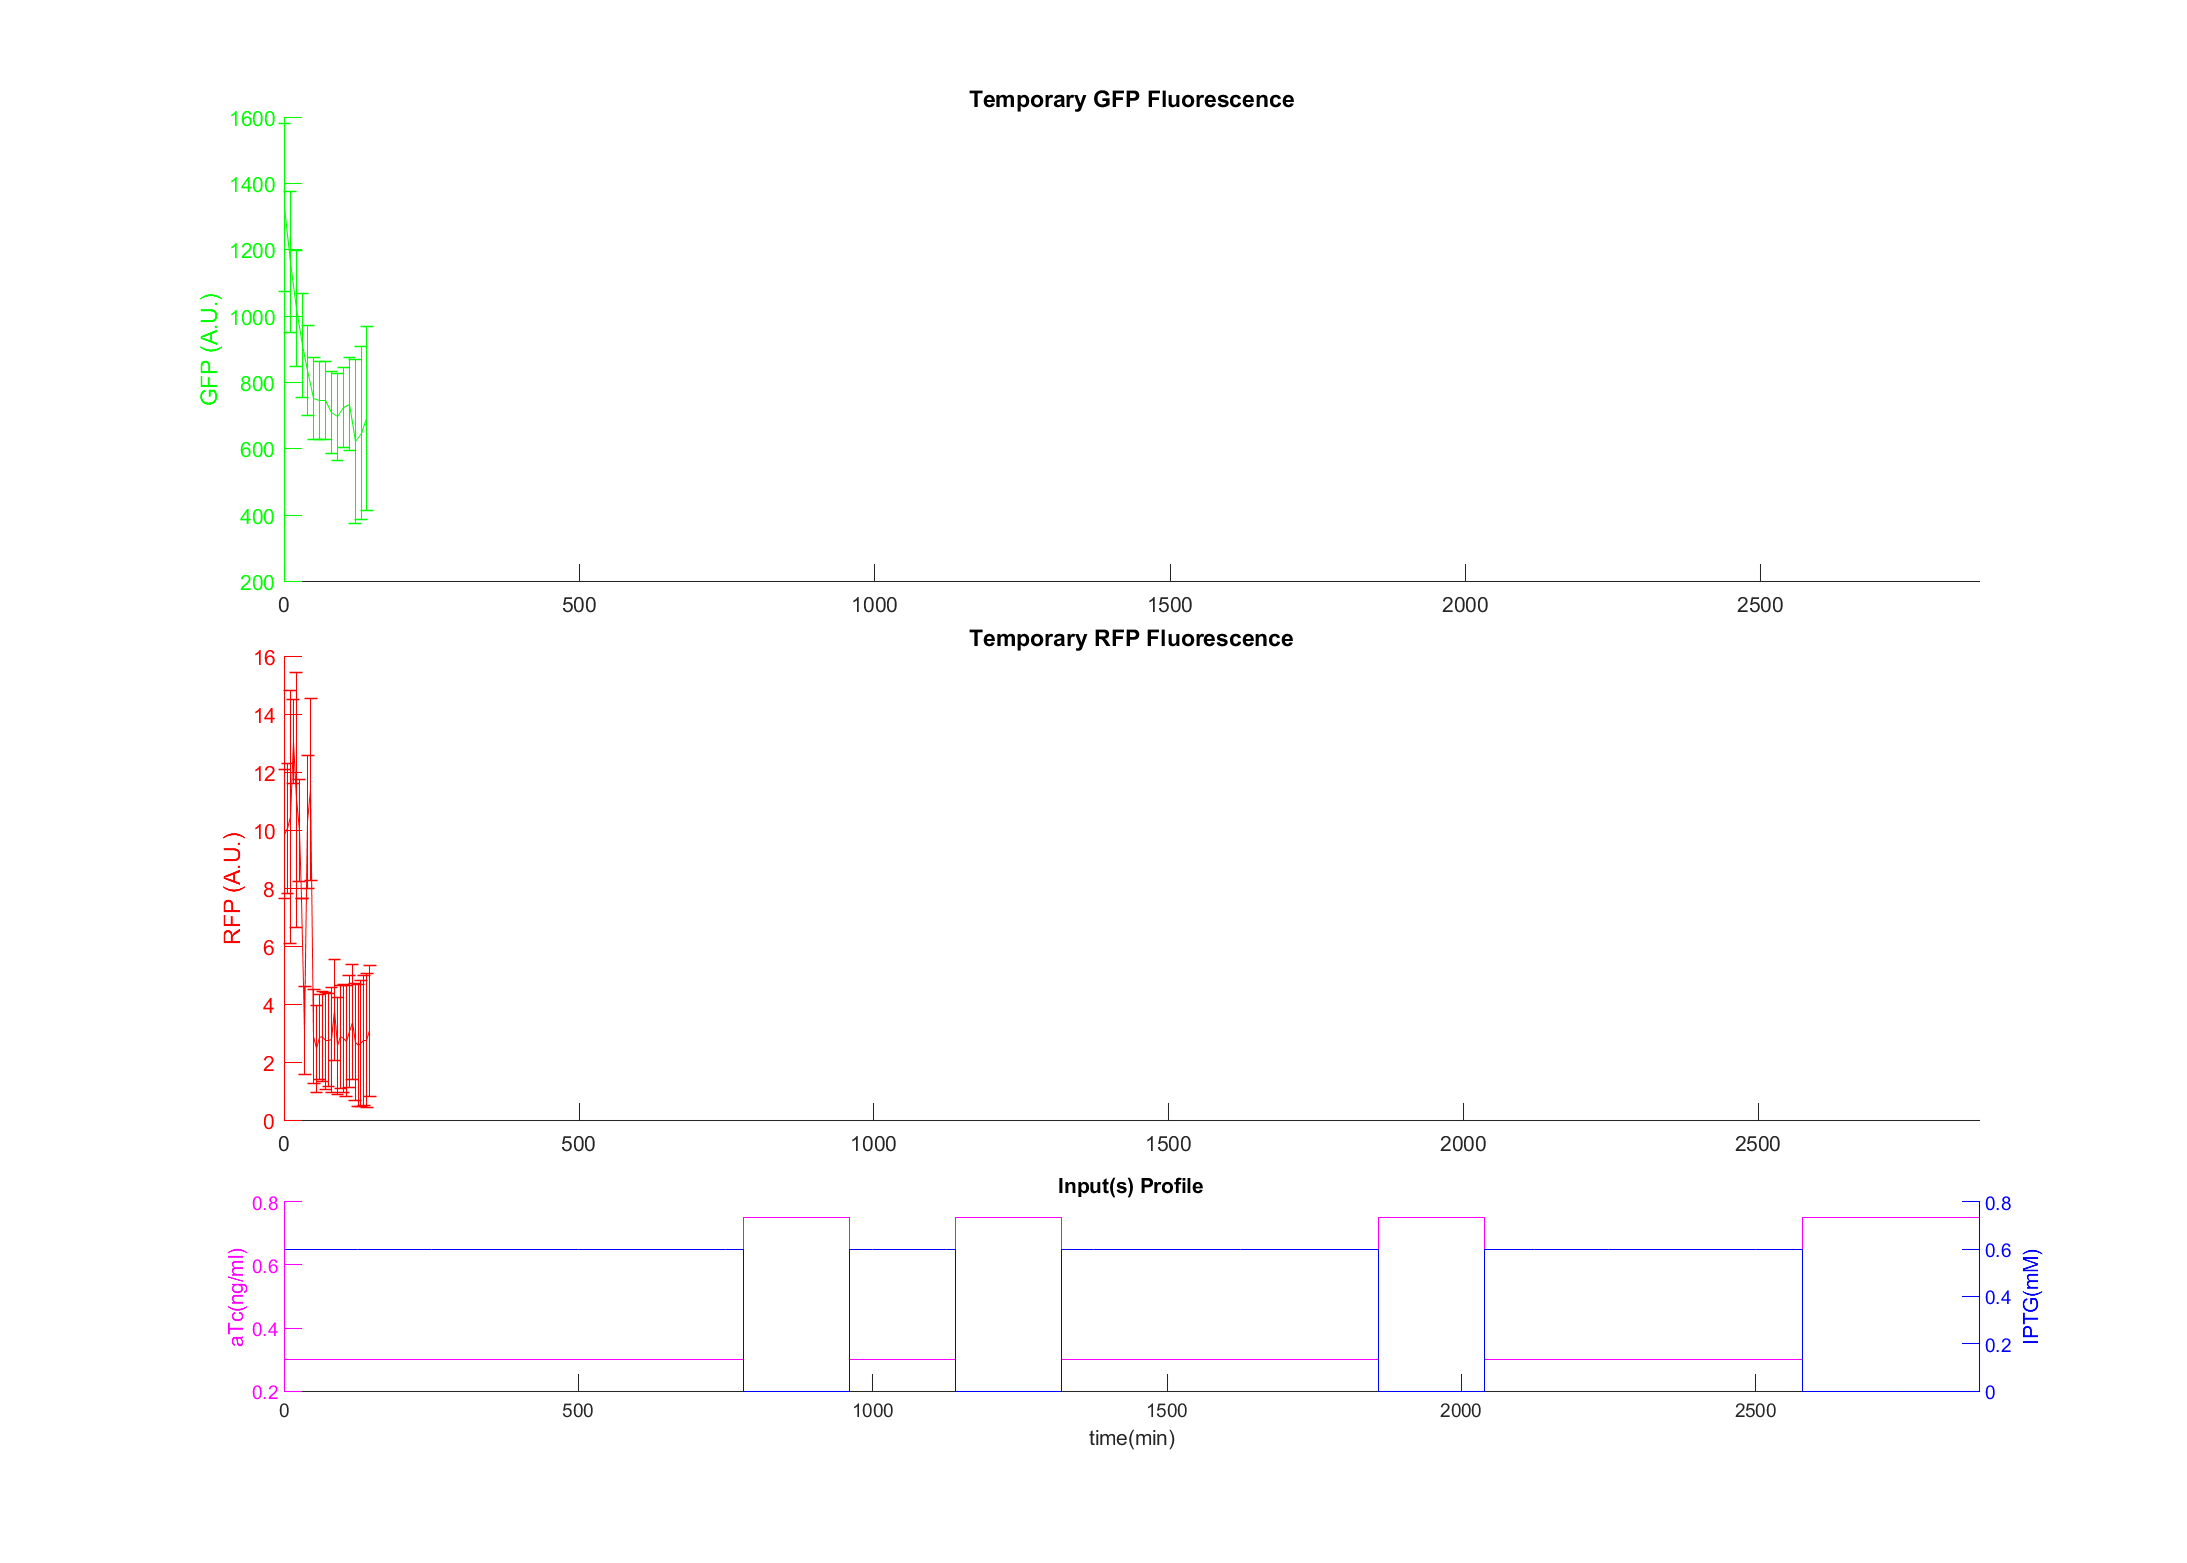 Temporary GFP Fluorescence
1600
1400
1200
1000
800
600
400
200
GFP (A.U.)
0 500 1000 1500 2000 2500
Temporary RFP Fluorescence
16
14
12
10
8
6
4
2
0
RFP (A.U.)
0 500 1000 1500 2000 2500
Input(s) Profile
0.8
0.6
0.4
0.2
aTc(ng/ml)
0.8
0.6
0.4
0.2
0
IPTG(mM)
0 500 1000 1500 2000 2500
time(min)